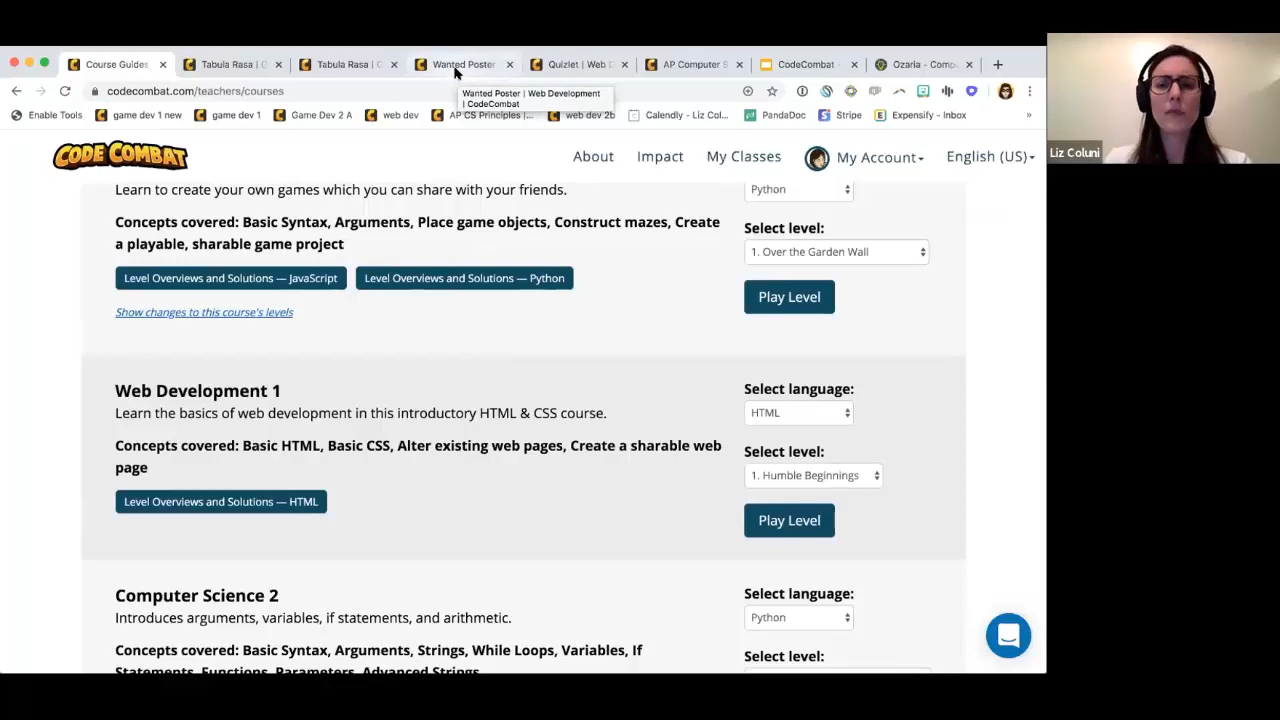 Course Guides
Tabula Rasa | G
Tabula Rasa | G
Wanted Poster
Quizlet | Web D
AP Computer S
CodeCombat -
Ozaria - Comp
codecombat.com/teachers/courses
Wanted Poster | Web Development
| CodeCombat
Enable Tools
game dev 1 new
game dev 1
Game Dev 2 A
web dev
AP CS Principles |...
web dev 2b
Calendly - Liz Col...
PandaDoc
Stripe
Expensify - Inbox
»
CODE COMBAT
About
Impact
My Classes
My Account
English (US)
Liz Coluni
Learn to create your own games which you can share with your friends.
Python
Concepts covered: Basic Syntax, Arguments, Place game objects, Construct mazes, Create
a playable, sharable game project
Select level:
1. Over the Garden Wall
Level Overviews and Solutions — JavaScript
Level Overviews and Solutions — Python
Play Level
Show changes to this course's levels
Web Development 1
Learn the basics of web development in this introductory HTML & CSS course.
Select language:
HTML
Concepts covered: Basic HTML, Basic CSS, Alter existing web pages, Create a sharable web
page
Select level:
1. Humble Beginnings
Level Overviews and Solutions — HTML
Play Level
Computer Science 2
Introduces arguments, variables, if statements, and arithmetic.
Select language:
Python
Concepts covered: Basic Syntax, Arguments, Strings, While Loops, Variables, If
Statements, Functions, Parameters, Advanced Strings
Select level: